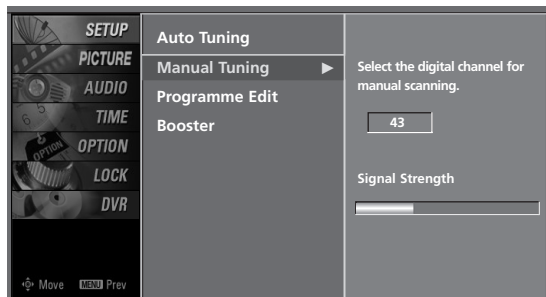 SETUP
PICTURE
AUDIO
TIME
OPTION
LOCK
DVR
Move MENU Prev
Auto Tuning
Manual Tuning ►
Programme Edit
Booster
Select the digital channel for
manual scanning.
43
Signal Strength